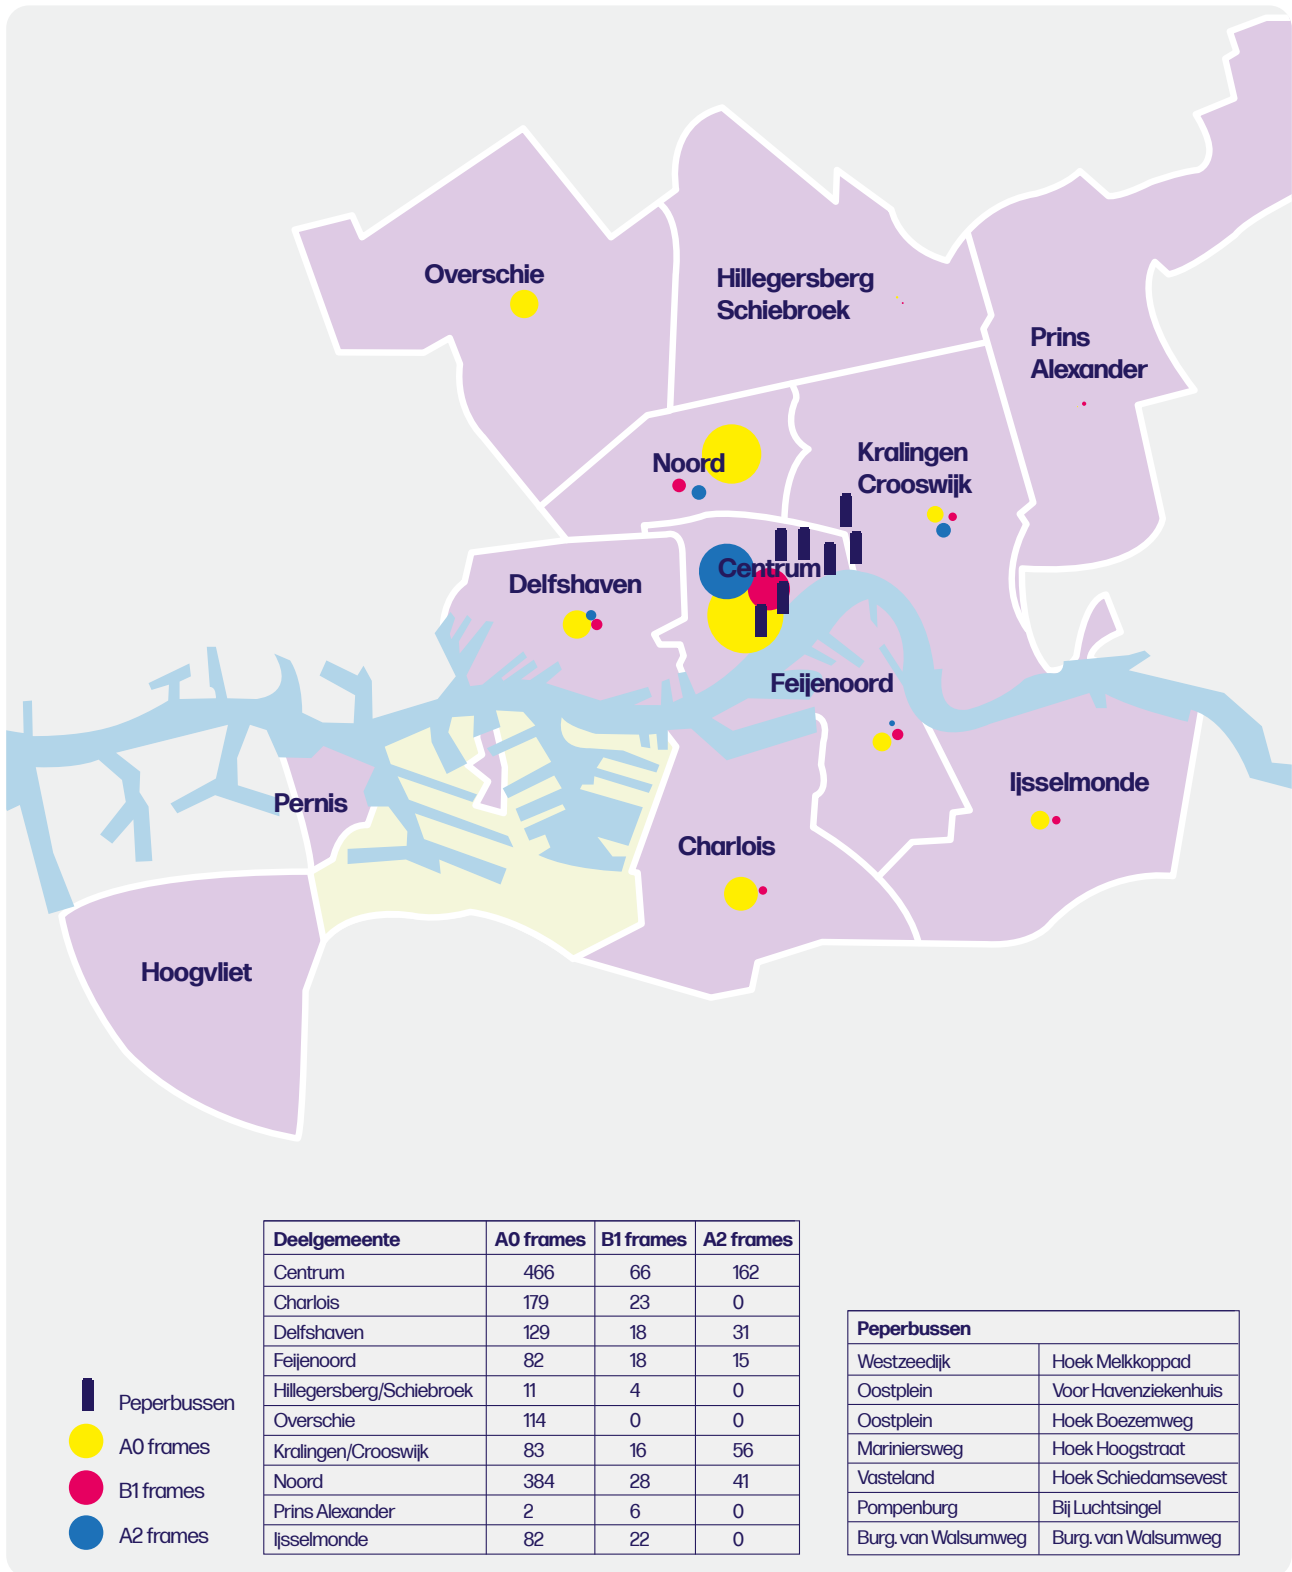 Overschie
Hillegersberg
Schiebroek
Prins
Alexander
Noord
Kralingen
Crooswijk
Centrum
Delfshaven
Feijenoord
Ijsselmonde
Pernis
Charlois
Hoogvliet
Deelgemeente A0 frames B1 frames A2 frames
Centrum 466 66 162
Charlois 179 23 0
Delfshaven 129 18 31
Feijenoord 82 18 15
Hillegersberg/Schiebroek 11 4 0
Overschie 114 0 0
Kralingen/Crooswijk 83 16 56
Noord 384 28 41
Prins Alexander 2 6 0
Ijsselmonde 82 22 0
Peperbussen
Westzeedijk Hoek Melkkoppad
Oostplein Voor Havenziekenhuis
Oostplein Hoek Boezemweg
Mariniersweg Hoek Hoogstraat
Vasteland Hoek Schiedamsevest
Pompenburg Bij Luchtsingel
Burg. van Walsumweg Burg. van Walsumweg
Peperbussen
A0 frames
B1 frames
A2 frames